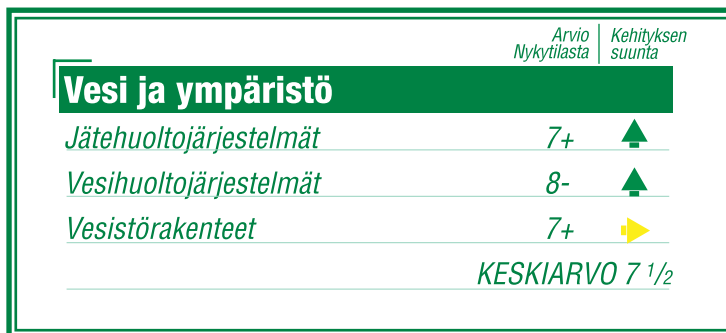 Arvio Nykytilasta
Kehityksen suunta
Vesi ja ympäristö
Jätehuoltojärjestelmät 7+
Vesihuoltojärjestelmät 8-
Vesistörakenteet 7+
KESKIARVO 7 1/2